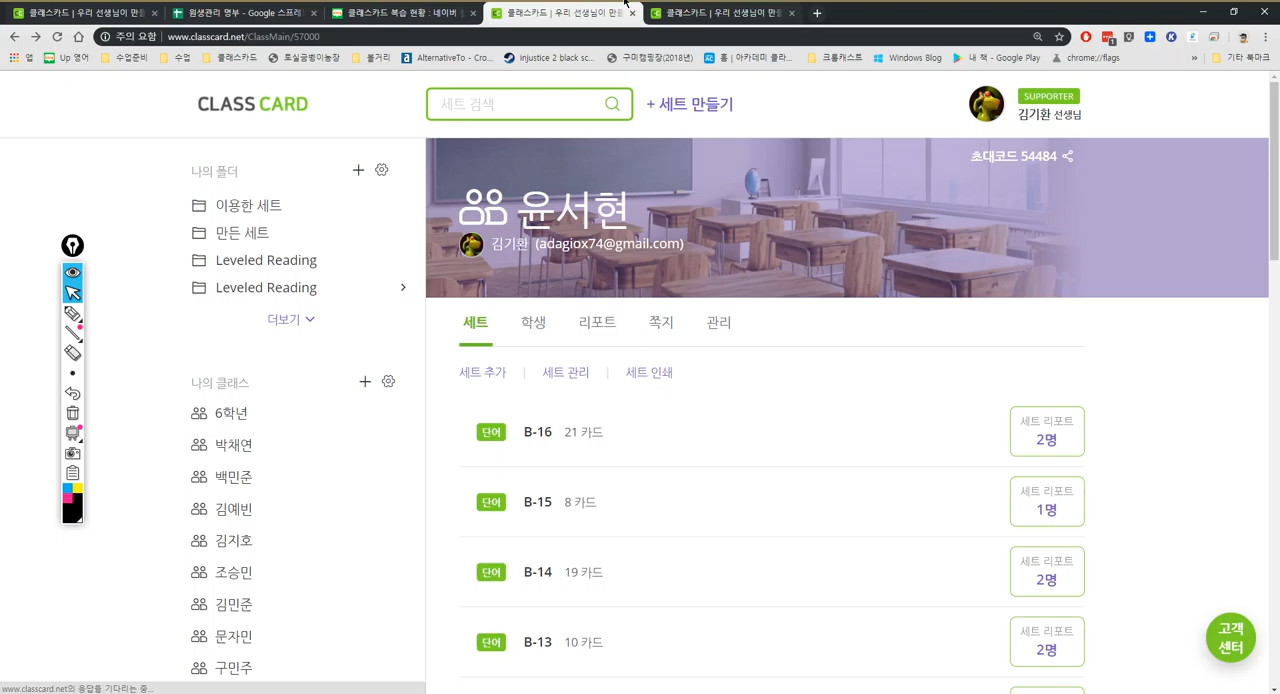 클래스카드 | 우리 선생님이 만든
원생관리 명부 - Google 스프레
클래스카드 복습 현황 : 네이버
클래스카드 | 우리 선생님이 만든
클래스카드 | 우리 선생님이 만든
주의 요함 | www.classcard.net/ClassMain/57000
앱
Up 영어
수업준비
수업
클래스카드
토실궁뱅이농장
볼거리
AlternativeTo - Cro...
injustice 2 black sc...
구미캠핑장(2018년)
홈 | 아카데미 클라...
크롬캐스트
Windows Blog
내 책 - Google Play
chrome://flags
»
기타 북마크
CLASS CARD
세트 검색
+ 세트 만들기
SUPPORTER
김기환 선생님
나의 폴더
이용한 세트
만든 세트
Leveled Reading
Leveled Reading
더보기
나의 클래스
6학년
박채연
백민준
김예빈
김지호
조승민
김민준
문자민
구민주
초대코드 54484
윤서현
김기환 (adagiox74@gmail.com)
세트 학생 리포트 쪽지 관리
세트 추가 | 세트 관리 | 세트 인쇄
단어 B-16 21 카드
세트 리포트
2명
단어 B-15 8 카드
세트 리포트
1명
단어 B-14 19 카드
세트 리포트
2명
단어 B-13 10 카드
세트 리포트
2명
고객
센터
www.classcard.net의 응답을 기다리는 중...